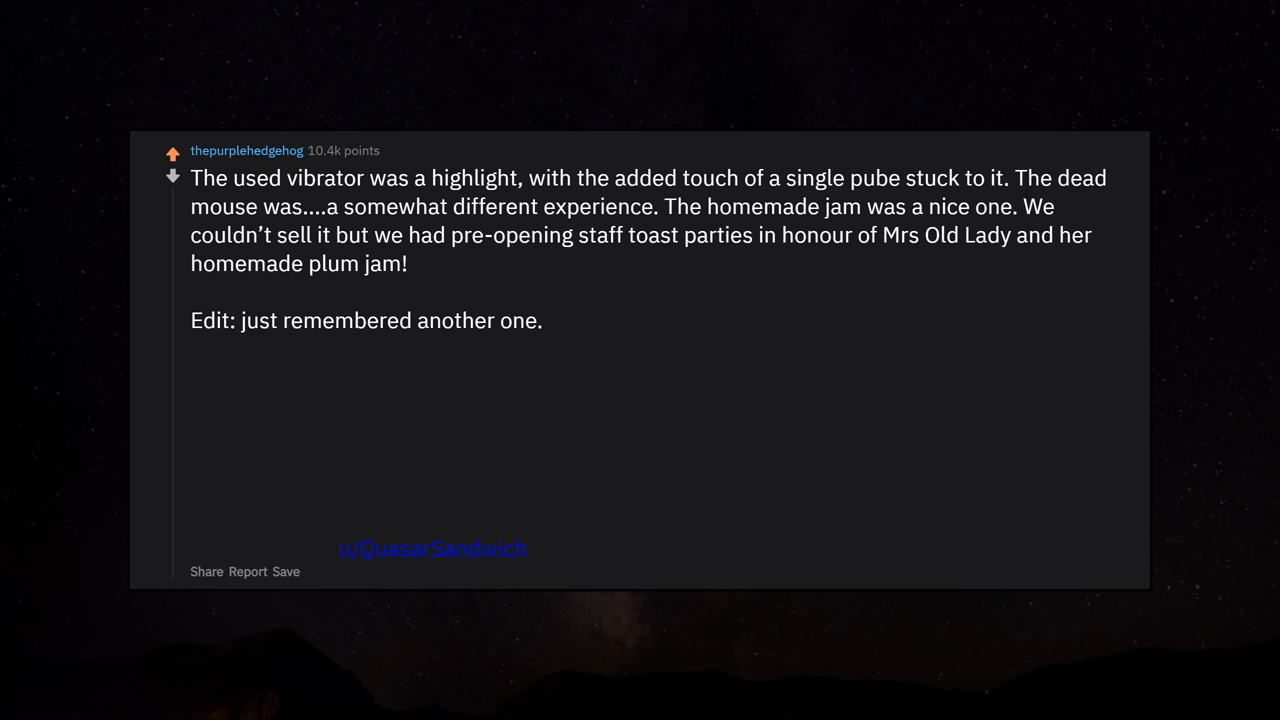 thepurplehedgehog 10.4k points
The used vibrator was a highlight, with the added touch of a single pube stuck to it. The dead
mouse was....a somewhat different experience. The homemade jam was a nice one. We
couldn’t sell it but we had pre-opening staff toast parties in honour of Mrs Old Lady and her
homemade plum jam!
Edit: just remembered another one.
u/QuasarSandwich
Share Report Save